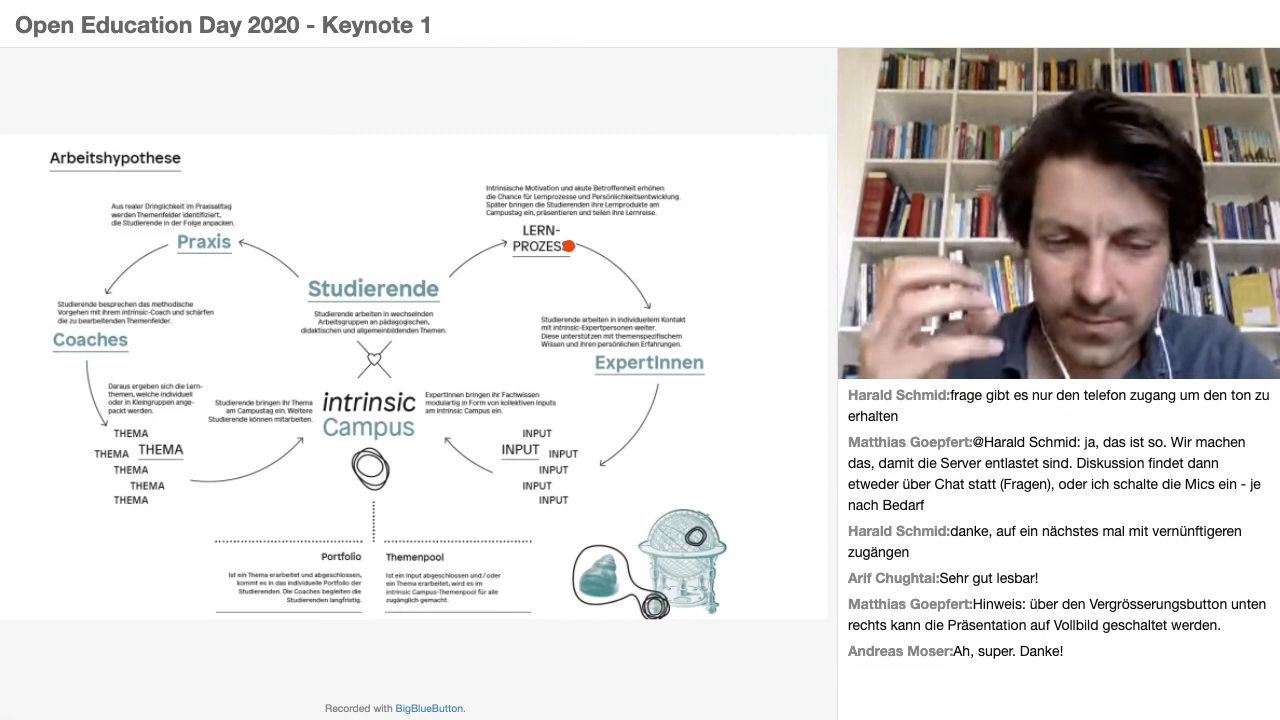 Open Education Day 2020 - Keynote 1
Arbeitshypothese
Aus realer Dringlichkeit im Praxisalltag
werden Themenfelder identifiziert,
die Studierende in der Folge anpacken.
Praxis
Intrinsische Motivation und akute Betroffenheit erhöhen
die Chance für Lernprozesse und Persönlichkeitsentwicklung.
Später bringen die Studierenden ihre Lernprodukte am
Campustag ein, präsentieren und teilen ihre Lernreise.
LERN-
PROZESS
Studierende
Studierende arbeiten in wechselnden
Arbeitsgruppen an pädagogischen,
didaktischen und allgemeinbildenden Themen.
Studierende besprechen das methodische
Vorgehen mit ihrem intrinsic-Coach und schärfen
die zu bearbeitenden Themenfelder.
Coaches
Studierende arbeiten in individuellem Kontakt
mit intrinsic-Expertpersonen weiter.
Diese unterstützen mit themenspezifischem
Wissen und ihren persönlichen Erfahrungen.
ExpertInnen
Daraus ergeben sich die Lern-
themen, welche individuell
oder in Kleingruppen ange-
packt werden.
Studierende bringen ihr Thema
am Campustag ein. Weitere
Studierende können mitarbeiten.
intrinsic
Campus
ExpertInnen bringen ihr Fachwissen
modulartig in Form von kollektiven Inputs
am intrinsic Campus ein.
THEMA
THEMA THEMA
THEMA
THEMA
THEMA
INPUT
INPUT INPUT
INPUT
INPUT
INPUT
Portfolio
Ist ein Thema erarbeitet und abgeschlossen,
kommt es in das individuelle Portfolio der
Studierenden. Die Coaches begleiten die
Studierenden langfristig.
Themenpool
Ist ein Input abgeschlossen und/oder
ein Thema erarbeitet, wird es im
intrinsic Campus-Themenpool für alle
zugänglich gemacht.
Harald Schmid:frage gibt es nur den telefon zugang um den ton zu
erhalten
Matthias Goepfert:@Harald Schmid: ja, das ist so. Wir machen
das, damit die Server entlastet sind. Diskussion findet dann
etweder über Chat statt (Fragen), oder ich schalte die Mics ein - je
nach Bedarf
Harald Schmid:danke, auf ein nächstes mal mit vernünftigeren
zugängen
Arif Chughtai:Sehr gut lesbar!
Matthias Goepfert:Hinweis: über den Vergrösserungsbutton unten
rechts kann die Präsentation auf Vollbild geschaltet werden.
Andreas Moser:Ah, super. Danke!
Recorded with BigBlueButton.